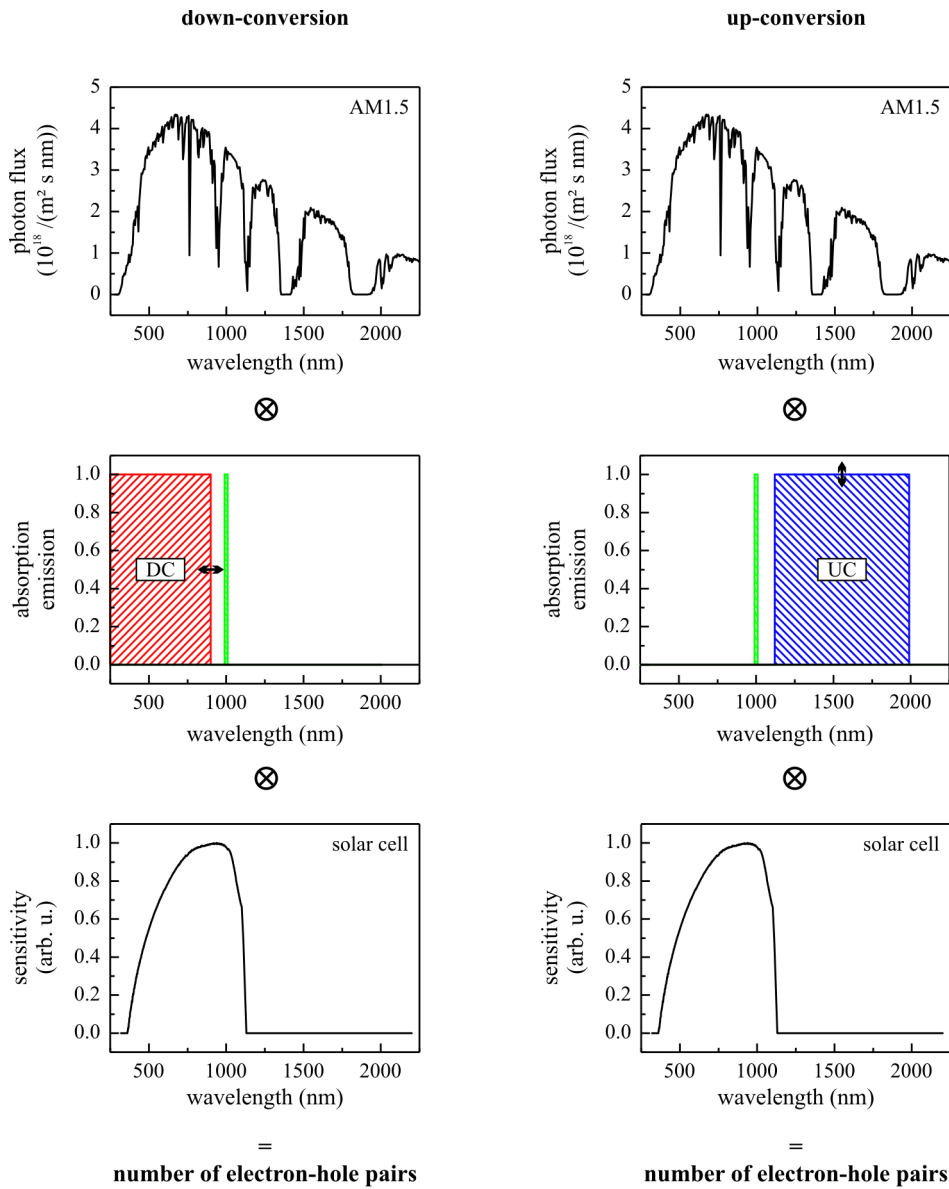 down-conversion
up-conversion
5
4
3
2
1
0
photon flux
(10¹⁸ /(m² s nm))
AM1.5
500 1000 1500 2000
wavelength (nm)
5
4
3
2
1
0
photon flux
(10¹⁸ /(m² s nm))
AM1.5
500 1000 1500 2000
wavelength (nm)
⊗
⊗
1.0
0.8
0.6
0.4
0.2
0.0
absorption
emission
DC
500 1000 1500 2000
wavelength (nm)
1.0
0.8
0.6
0.4
0.2
0.0
absorption
emission
UC
500 1000 1500 2000
wavelength (nm)
⊗
⊗
1.0
0.8
0.6
0.4
0.2
0.0
sensitivity
(arb. u.)
solar cell
500 1000 1500 2000
wavelength (nm)
1.0
0.8
0.6
0.4
0.2
0.0
sensitivity
(arb. u.)
solar cell
500 1000 1500 2000
wavelength (nm)
=
number of electron-hole pairs
=
number of electron-hole pairs